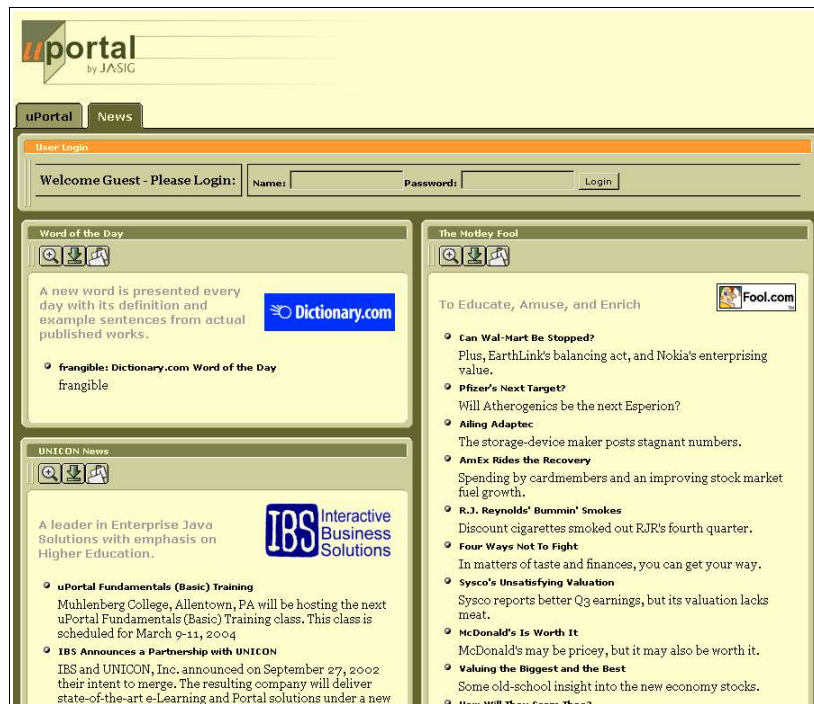 uportal
by JASIG
uPortal
News
User Login
Welcome Guest - Please Login:
Name:
Password:
Login
Word of the Day
A new word is presented every
day with its definition and
example sentences from actual
published works.
Dictionary.com
frangible: Dictionary.com Word of the Day
frangible
UNICON News
A leader in Enterprise Java
Solutions with emphasis on
Higher Education.
IBS Interactive
Business
Solutions
uPortal Fundamentals (Basic) Training
Muhlenberg College, Allentown, PA will be hosting the next
uPortal Fundamentals (Basic) Training class. This class is
scheduled for March 9-11, 2004
IBS Announces a Partnership with UNICON
IBS and UNICON, Inc. announced on September 27, 2002
their intent to merge. The resulting company will deliver
state-of-the-art e-Learning and Portal solutions under a new
The Motley Fool
To Educate, Amuse, and Enrich
Fool.com
Can Wal-Mart Be Stopped?
Plus, EarthLink's balancing act, and Nokia's enterprising
value.
Pfizer's Next Target?
Will Atherogenics be the next Esperion?
Ailing Adaptec
The storage-device maker posts stagnant numbers.
AmEx Rides the Recovery
Spending by cardmembers and an improving stock market
fuel growth.
R.J. Reynolds' Bummin' Smokes
Discount cigarettes smoked out RJR's fourth quarter.
Four Ways Not To Fight
In matters of taste and finances, you can get your way.
Sysco's Unsatisfying Valuation
Sysco reports better Q3 earnings, but its valuation lacks
meat.
McDonald's Is Worth It
McDonald's may be pricey, but it may also be worth it.
Valuing the Biggest and the Best
Some old-school insight into the new economy stocks.